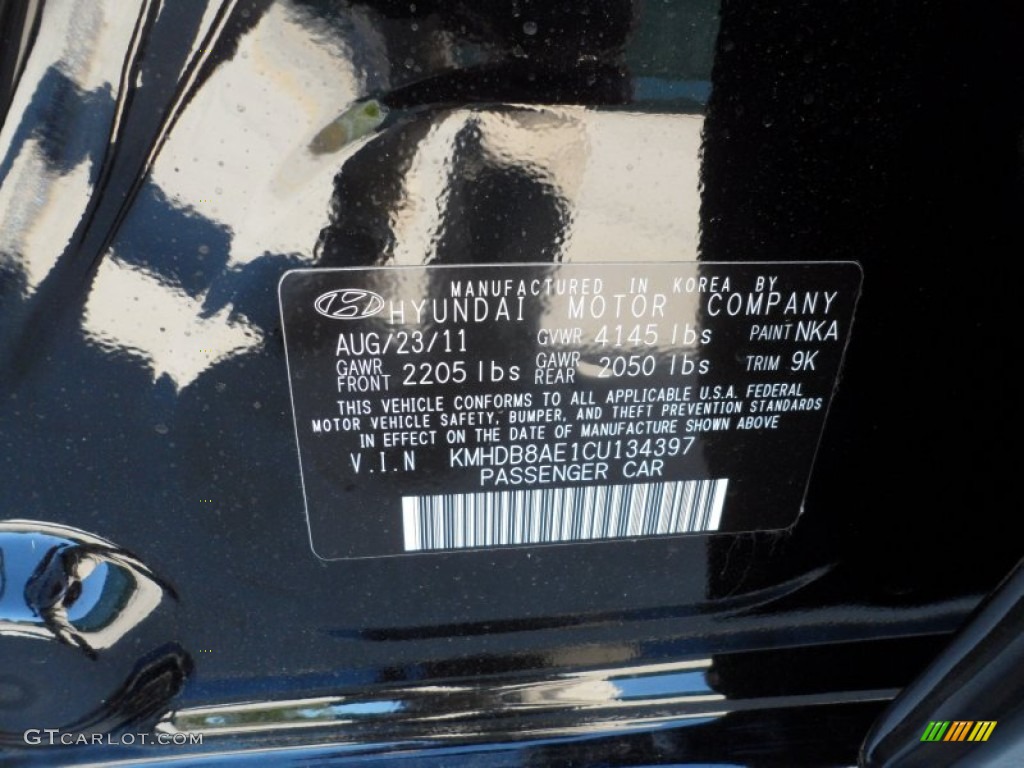 MANUFACTURED IN KOREA BY
HYUNDAI MOTOR COMPANY
AUG/23/11 GVWR 4145 lbs PAINT NKA
GAWR FRONT 2205 lbs GAWR REAR 2050 lbs TRIM 9K
THIS VEHICLE CONFORMS TO ALL APPLICABLE U.S.A. FEDERAL
MOTOR VEHICLE SAFETY, BUMPER, AND THEFT PREVENTION STANDARDS
IN EFFECT ON THE DATE OF MANUFACTURE SHOWN ABOVE
V.I.N KMHDB8AE1CU134397
PASSENGER CAR
GTCARLOT.COM